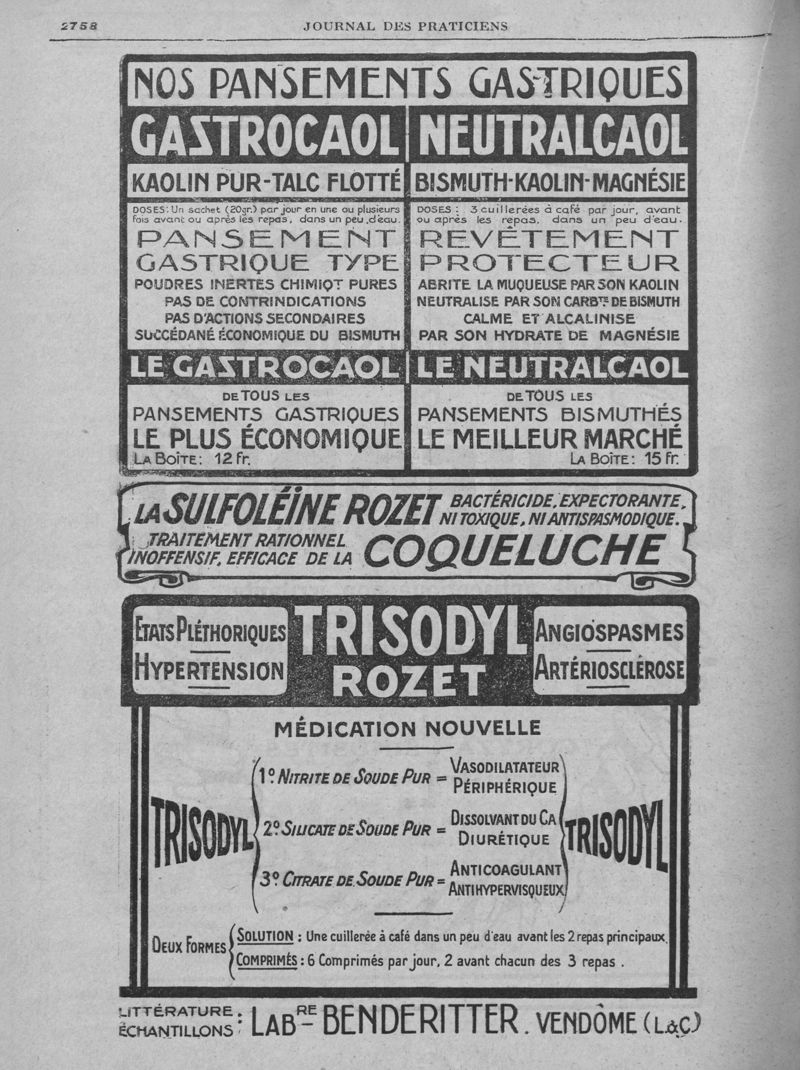 2758
JOURNAL DES PRATICIENS
NOS PANSEMENTS GASTRIQUES
GASTROCAOL
KAOLIN PUR-TALC FLOTTÉ
DOSES: Un sachet (20gr.) par jour en une ou plusieurs
fois avant ou après les repas, dans un peu d'eau.
PANSEMENT
GASTRIQUE TYPE
POUDRES INERTES CHIMIQT PURES
PAS DE CONTRINDICATIONS
PAS D'ACTIONS SECONDAIRES
SUCCÉDANÉ ÉCONOMIQUE DU BISMUTH
LE GASTROCAOL
DE TOUS LES
PANSEMENTS GASTRIQUES
LE PLUS ÉCONOMIQUE
LA BOÎTE: 12 Fr.
NEUTRALCAOL
BISMUTH-KAOLIN-MAGNÉSIE
DOSES: 3 cuillerées à café par jour, avant
ou après les repas, dans un peu d'eau.
REVÊTEMENT
PROTECTEUR
ABRITE LA MUQUEUSE PAR SON KAOLIN
NEUTRALISE PAR SON CARBTE DE BISMUTH
CALME ET ALCALINISE
PAR SON HYDRATE DE MAGNÉSIE
LE NEUTRALCAOL
DE TOUS LES
PANSEMENTS BISMUTHÉS
LE MEILLEUR MARCHÉ
LA BOÎTE: 15 Fr.
LA SULFOLÉINE ROZET BACTÉRICIDE, EXPECTORANTE,
NI TOXIQUE, NI ANTISPASMODIQUE.
TRAITEMENT RATIONNEL
INOFFENSIF, EFFICACE DE LA COQUELUCHE
ETATS PLÉTHORIQUES
HYPERTENSION
TRISODYL
ROZET
ANGIOSPASMES
ARTÉRIOSCLÉROSE
MÉDICATION NOUVELLE
TRISODYL
1º NITRITE DE SOUDE PUR = VASODILATATEUR
PÉRIPHÉRIQUE
2º SILICATE DE SOUDE PUR = DISSOLVANT DU CA
DIURÉTIQUE
3º CITRATE DE SOUDE PUR = ANTICOAGULANT
ANTIHYPERVISQUEUX
TRISODYL
DEUX FORMES
SOLUTION : Une cuillerée à café dans un peu d'eau avant les 2 repas principaux.
COMPRIMÉS : 6 Comprimés par jour, 2 avant chacun des 3 repas .
LITTÉRATURE,
ÉCHANTILLONS: LABRE BENDERITTER. VENDÔME (L&C)